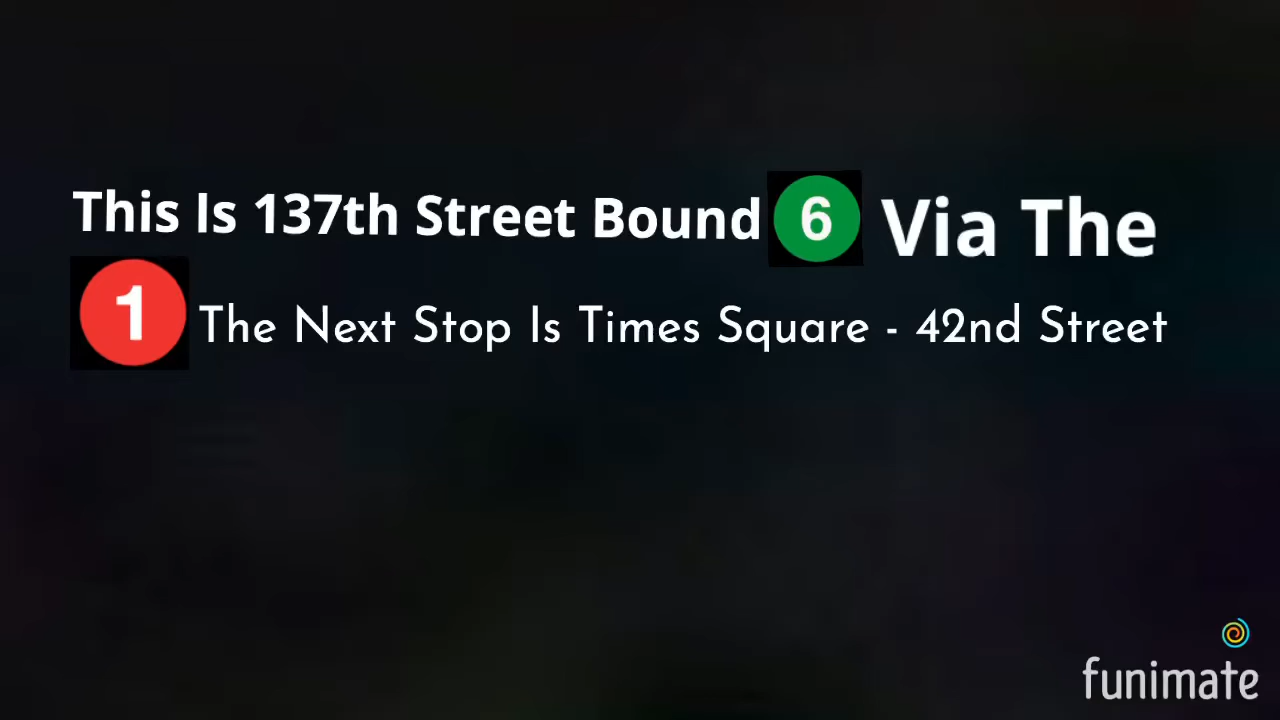 This Is 137th Street Bound 6 Via The
1 The Next Stop Is Times Square - 42nd Street
funimate